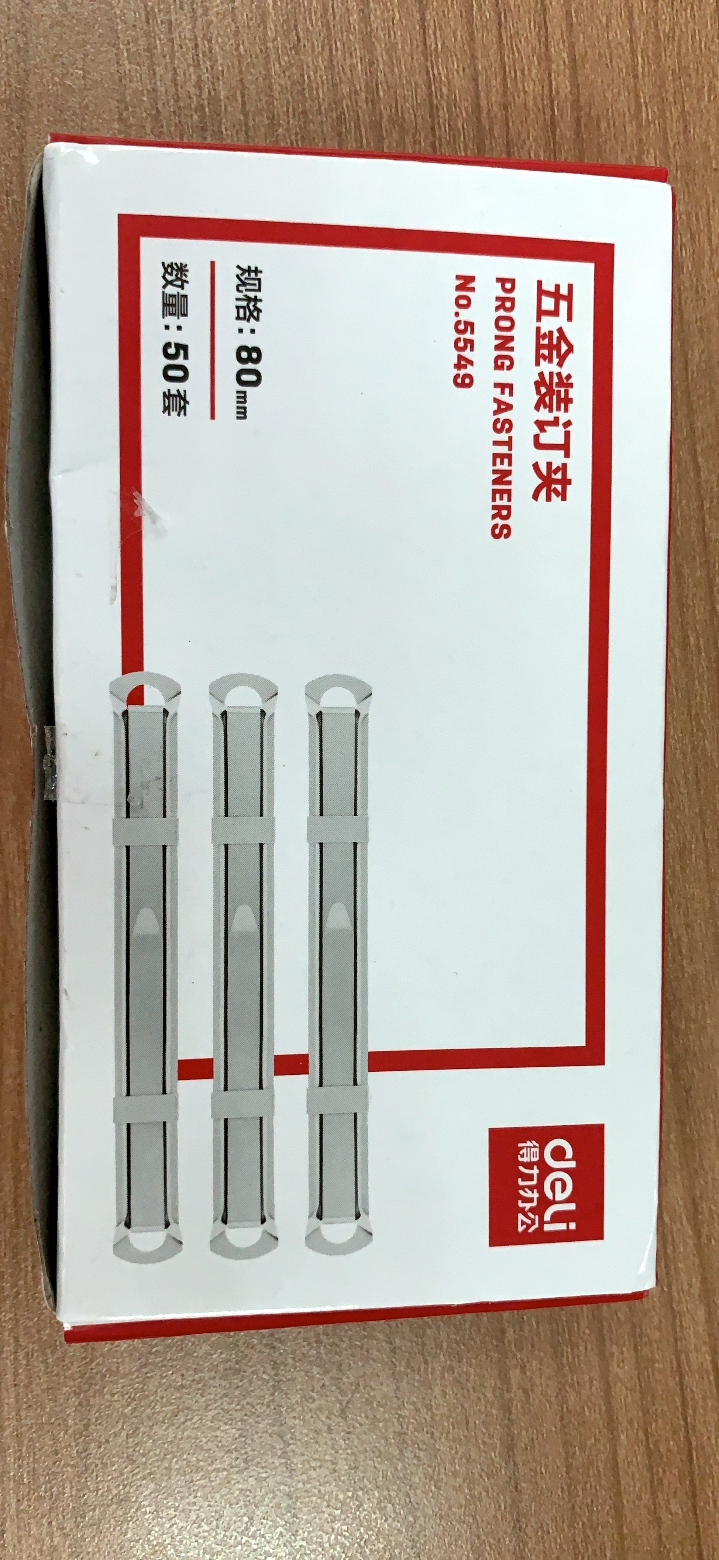 五金装订夹
PRONG FASTENERS
No.5549
规格：80mm
数量：50套
deli
得力办公